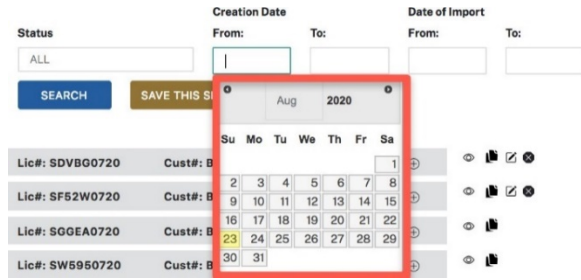 Creation Date Date of Import
Status From: To: From: To:
ALL
SEARCH SAVE THIS S
Aug 2020
Su Mo Tu We Th Fr Sa
1
Lic#: SDVBG0720 Cust#: B
2 3 4 5 6 7 8
Lic#: SF52W0720 Cust#: B
9 10 11 12 13 14 15
16 17 18 19 20 21 22
Lic#: SGGEA0720 Cust#: B
23 24 25 26 27 28 29
30 31
Lic#: SW5950720 Cust#: B